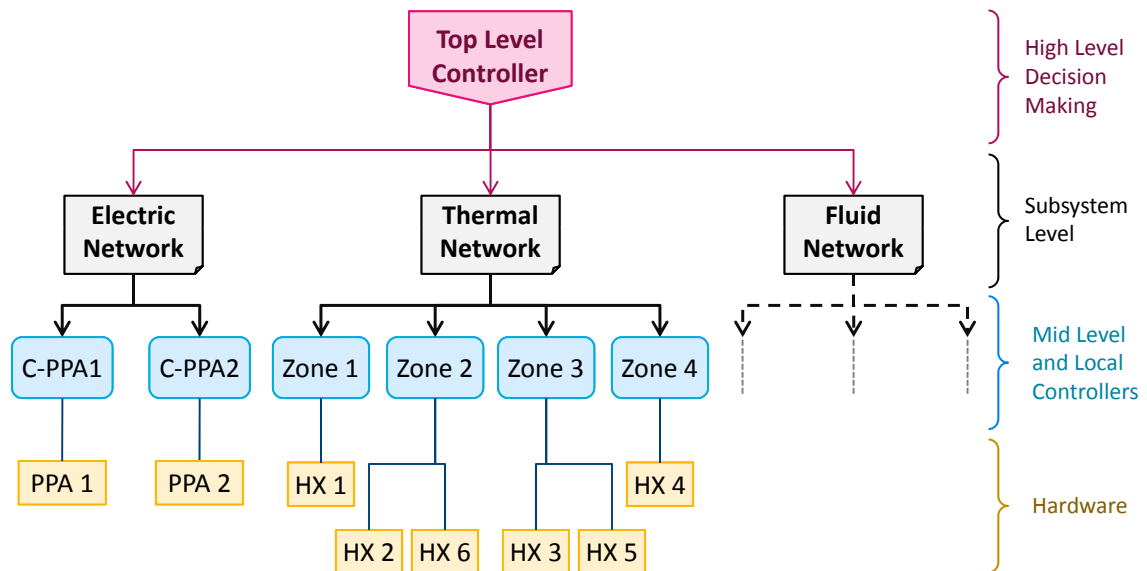 Top Level
Controller
High Level
Decision
Making
Electric
Network
Thermal
Network
Fluid
Network
Subsystem
Level
C-PPA1
C-PPA2
Zone 1
Zone 2
Zone 3
Zone 4
Mid Level
and Local
Controllers
PPA 1
PPA 2
HX 1
HX 4
HX 2
HX 6
HX 3
HX 5
Hardware